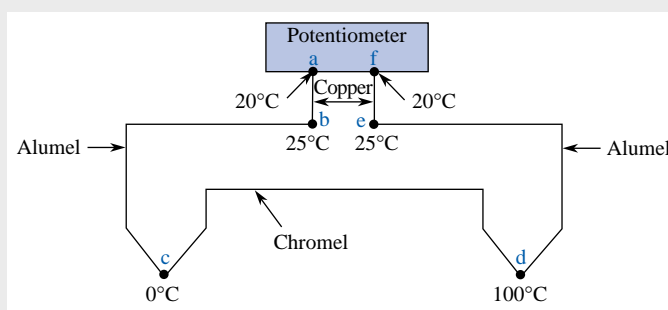 Potentiometer
a f
20°C Copper 20°C
b e
25°C 25°C
Alumel Alumel
Chromel
c d
0°C 100°C